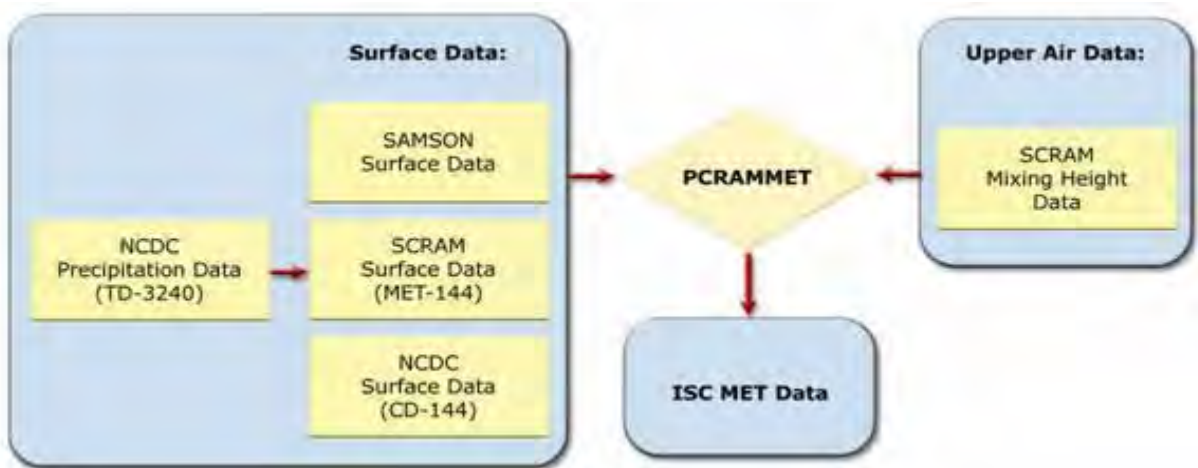 Surface Data:
SAMSON
Surface Data
NCDC
Precipitation Data
(TD-3240)
SCRAM
Surface Data
(MET-144)
NCDC
Surface Data
(CD-144)
PCRAMMET
Upper Air Data:
SCRAM
Mixing Height
Data
ISC MET Data